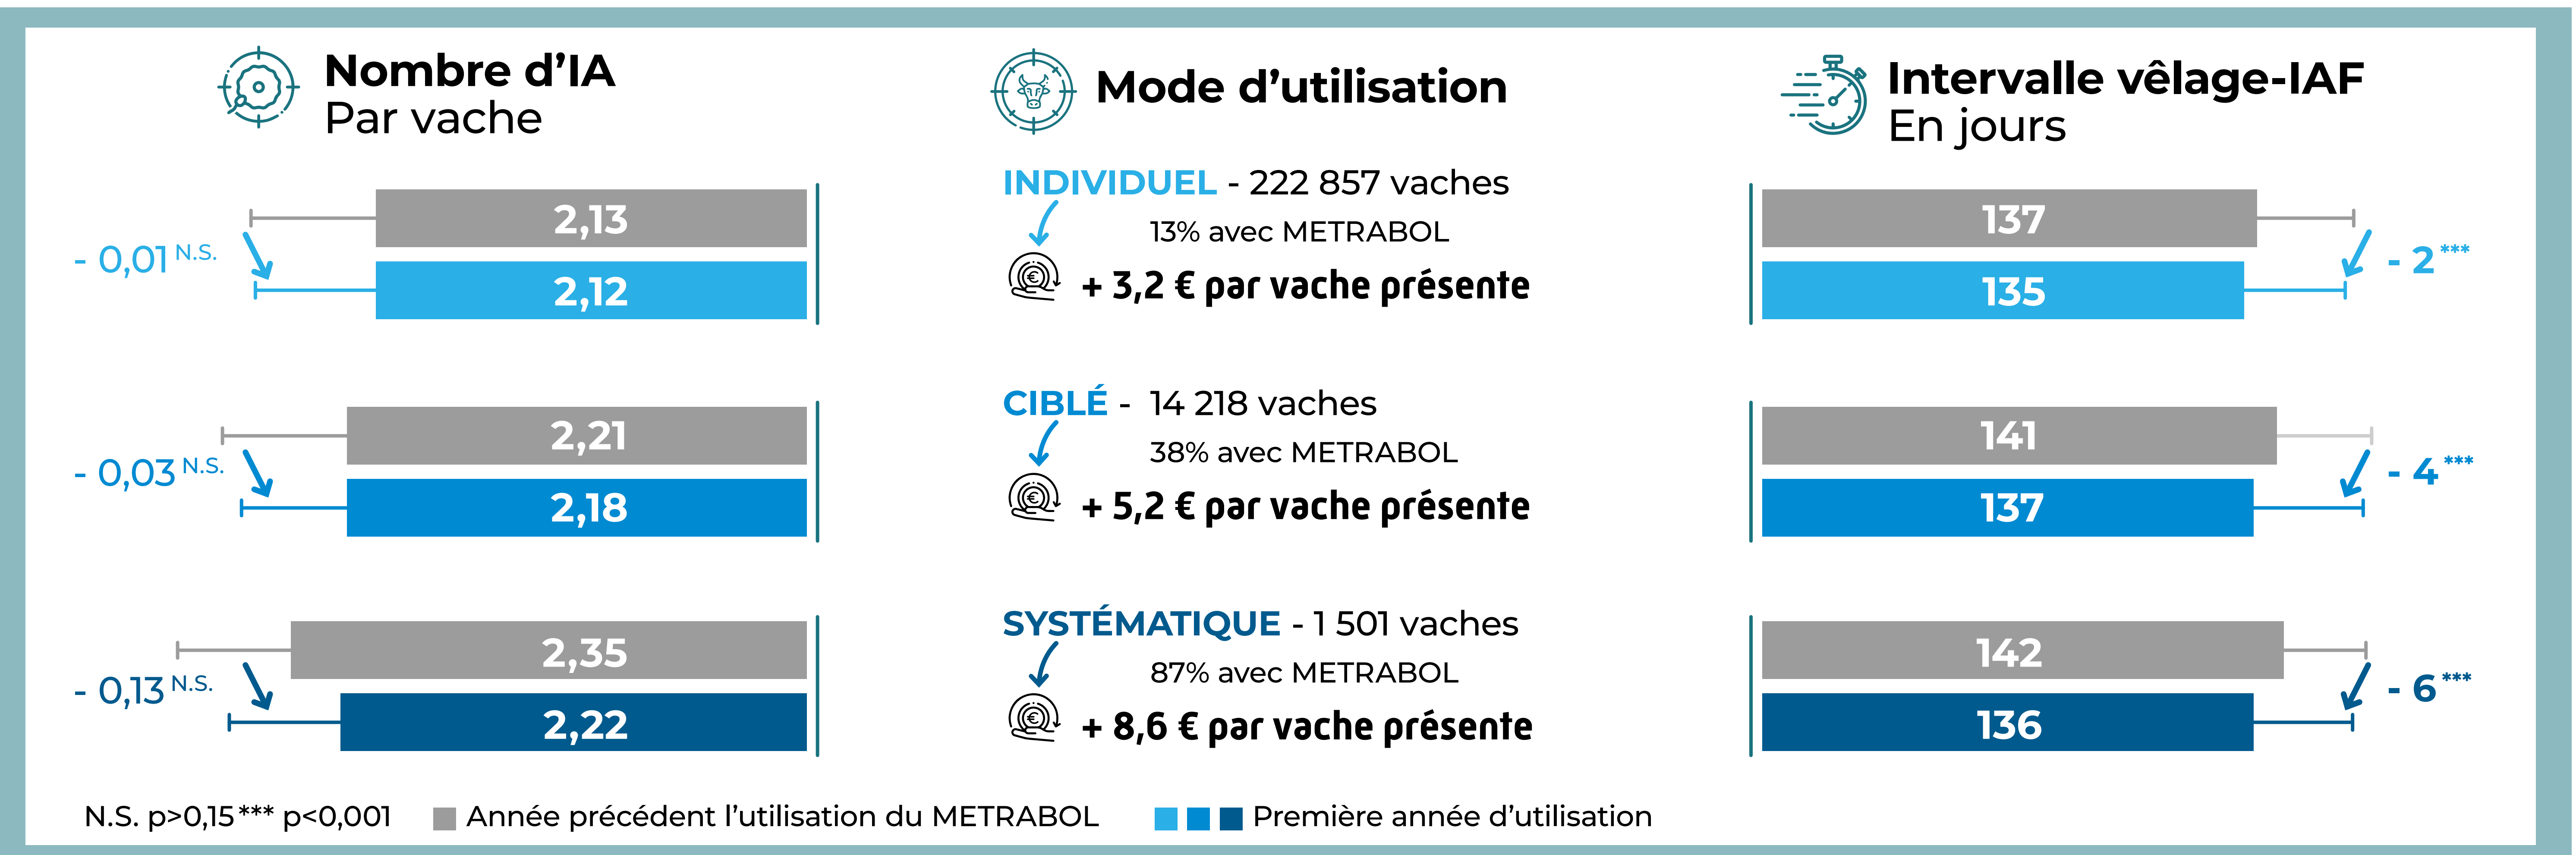 Nombre d'IA
Par vache
Mode d'utilisation
Intervalle vêlage-IAF
En jours
2,13
2,12
- 0,01 N.S.
INDIVIDUEL - 222 857 vaches
13% avec METRABOL
€
+ 3,2 € par vache présente
137
135
- 2 ***
2,21
2,18
- 0,03 N.S.
CIBLÉ - 14 218 vaches
38% avec METRABOL
€
+ 5,2 € par vache présente
141
137
- 4 ***
2,35
2,22
- 0,13 N.S.
SYSTÉMATIQUE - 1 501 vaches
87% avec METRABOL
€
+ 8,6 € par vache présente
142
136
- 6 ***
N.S. p>0,15 *** p<0,001
Année précédent l'utilisation du METRABOL
Première année d'utilisation